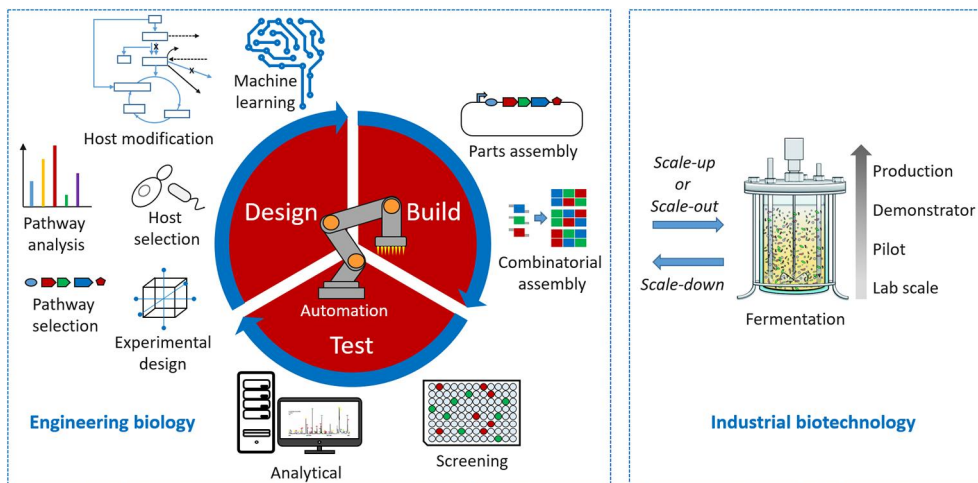 Host modification
Machine
learning
Parts assembly
Pathway
analysis
Host
selection
Design
Build
Combinatorial
assembly
Pathway
selection
Experimental
design
Automation
Test
Engineering biology
Analytical
Screening
Scale-up
or
Scale-out
Scale-down
Production
Demonstrator
Pilot
Lab scale
Fermentation
Industrial biotechnology
X
X